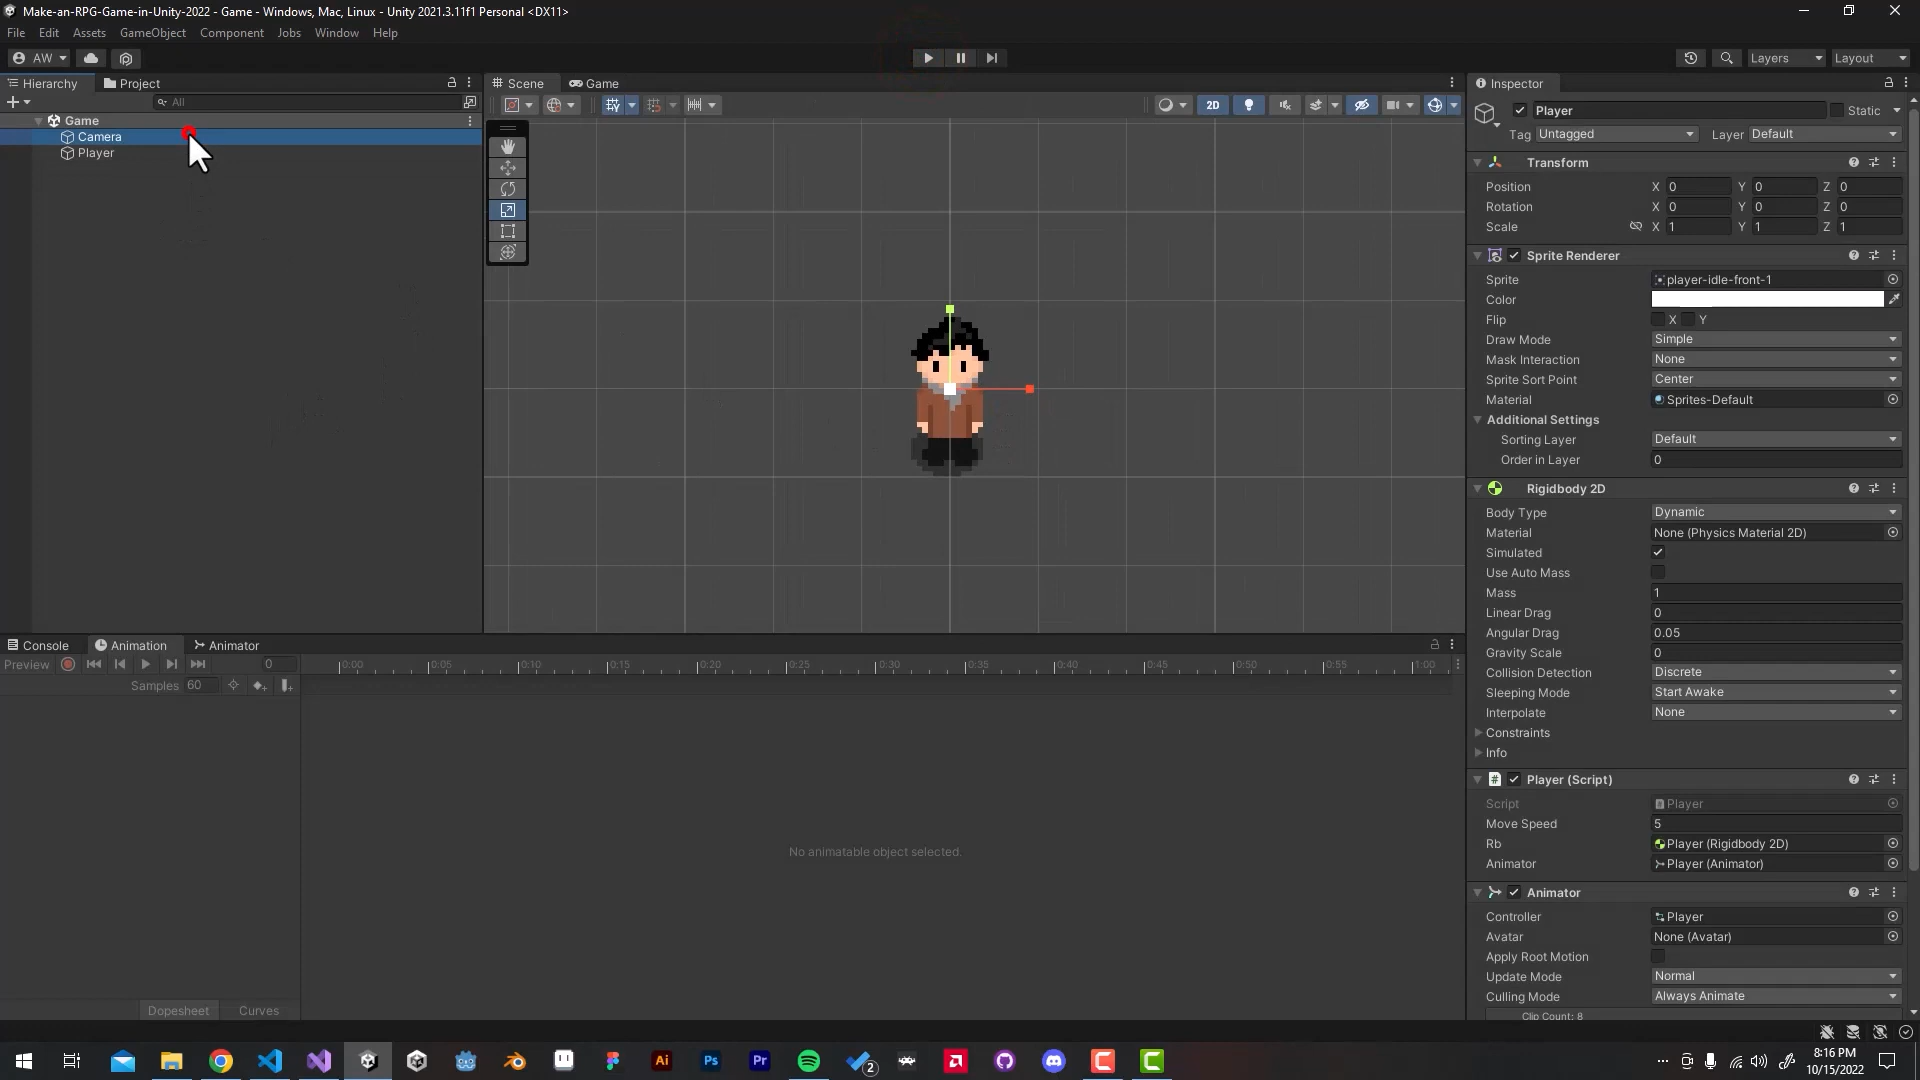 Make-an-RPG-Game-in-Unity-2022 - Game - Windows, Mac, Linux - Unity 2021.3.11f1 Personal <DX11>
File Edit Assets GameObject Component Jobs Window Help
AW Layers Layout
Hierarchy Project Scene Game Inspector
All 2D
Player Static
Game
Camera
Player
Tag Untagged Layer Default
Transform
Position X 0 Y 0 Z 0
Rotation X 0 Y 0 Z 0
Scale X 1 Y 1 Z 1
Sprite Renderer
Sprite player-idle-front-1
Color
Flip X Y
Draw Mode Simple
Mask Interaction None
Sprite Sort Point Center
Material Sprites-Default
Additional Settings
Sorting Layer Default
Order in Layer 0
Rigidbody 2D
Body Type Dynamic
Material None (Physics Material 2D)
Simulated
Use Auto Mass
Mass 1
Linear Drag 0
Angular Drag 0.05
Gravity Scale 0
Collision Detection Discrete
Sleeping Mode Start Awake
Interpolate None
Constraints
Info
Player (Script)
Script Player
Move Speed 5
Rb Player (Rigidbody 2D)
Animator Player (Animator)
Animator
Controller Player
Avatar None (Avatar)
Apply Root Motion
Update Mode Normal
Culling Mode Always Animate
Clip Count: 8
Console Animation Animator
Preview 0 0:00 0:05 0:10 0:15 0:20 0:25 0:30 0:35 0:40 0:45 0:50 0:55 1:00
Samples 60
No animatable object selected.
Dopesheet Curves
Ai Ps Pr 2
8:16 PM
10/15/2022